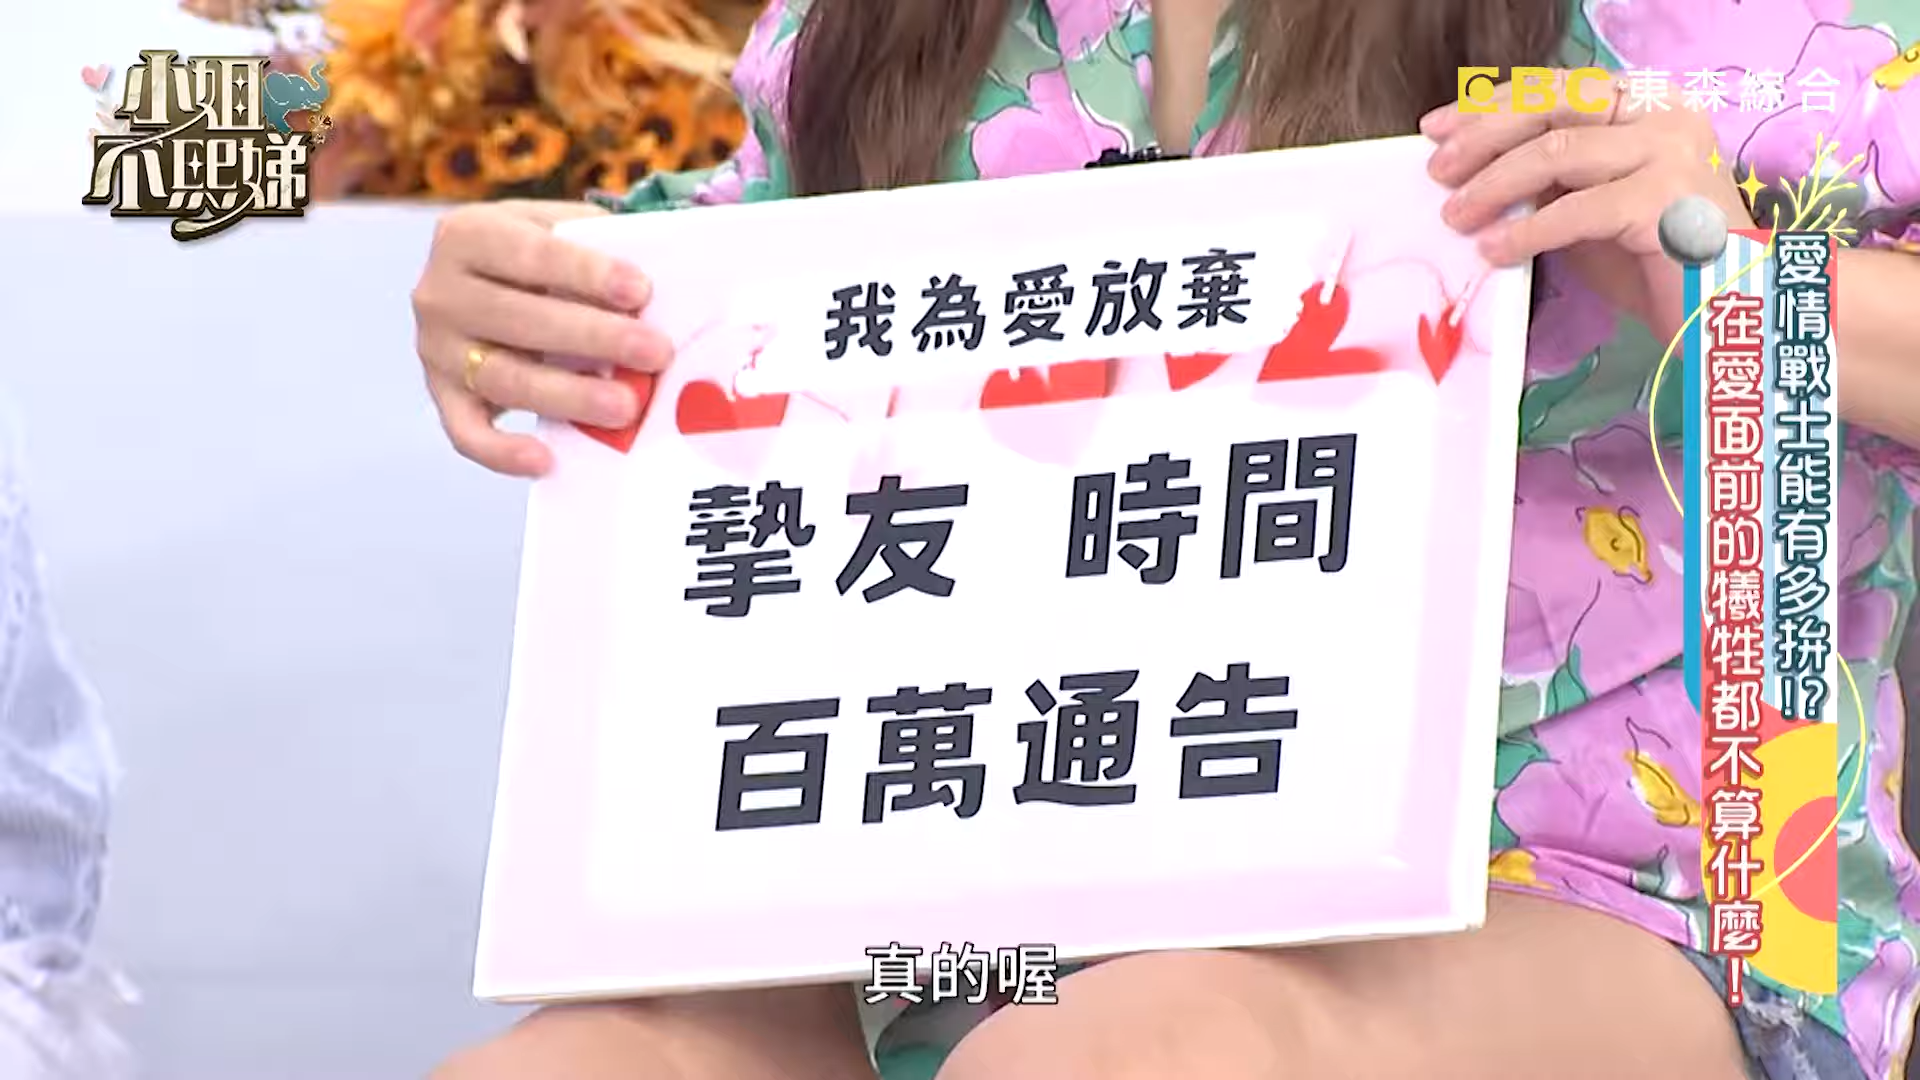 小姐
不熙娣
EBC東森綜合
我為愛放棄
摯友 時間
百萬通告
愛情戰士能有多拚!?
在愛面前的犧牲都不算什麼!
真的喔